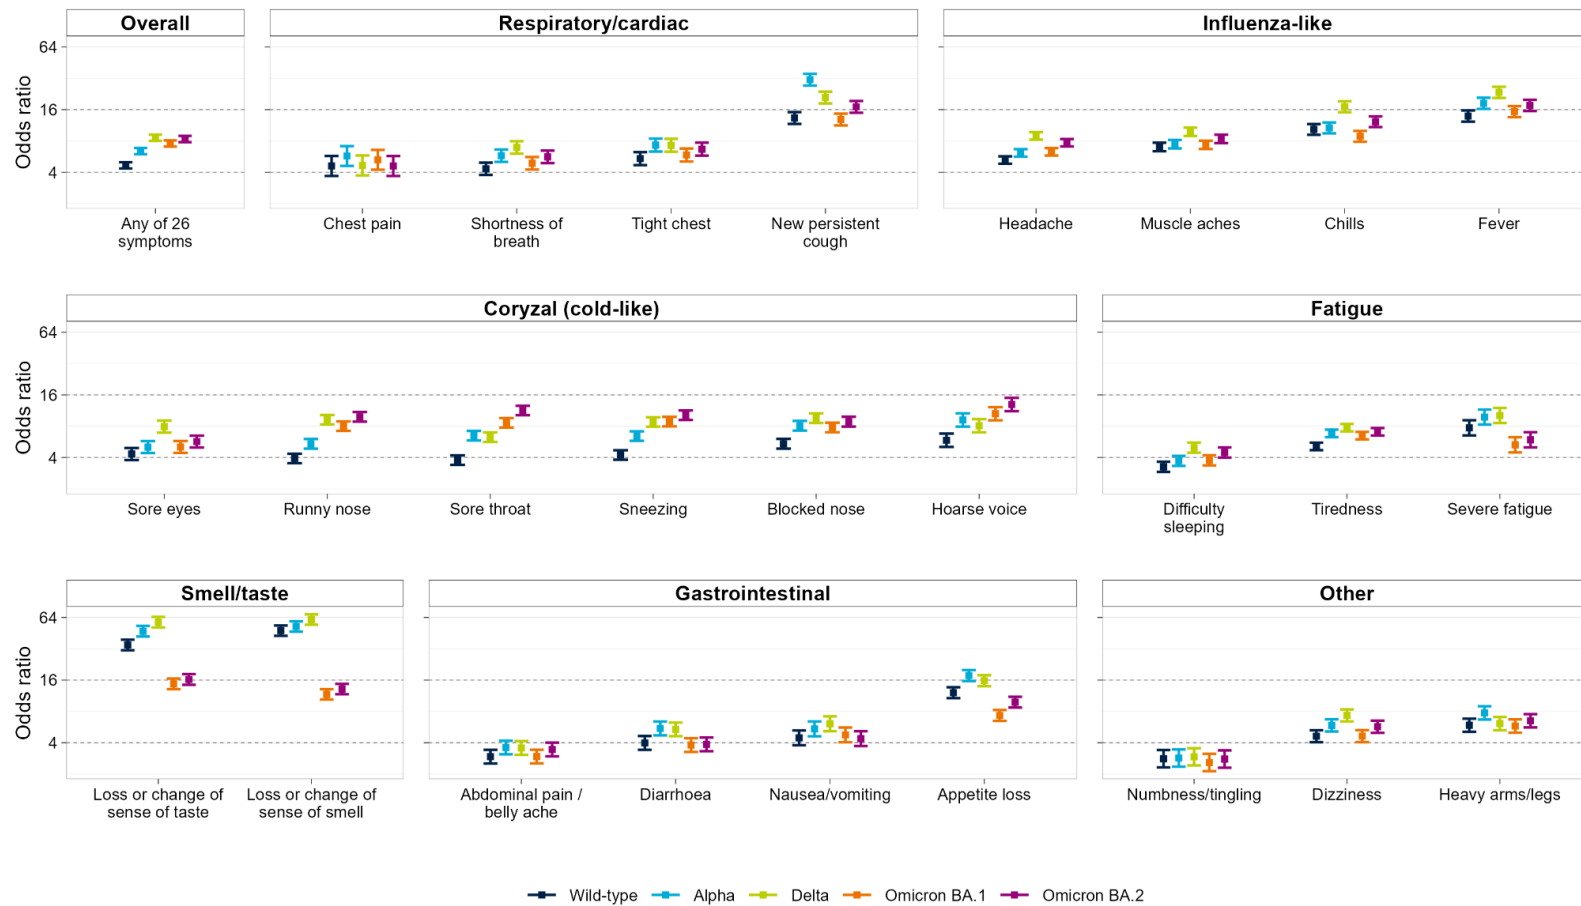 Overall
Respiratory/cardiac
Influenza-like
Odds ratio
64
16
4
Any of 26
symptoms
Chest pain
Shortness of
breath
Tight chest
New persistent
cough
Headache
Muscle aches
Chills
Fever
Coryzal (cold-like)
Fatigue
Odds ratio
64
16
4
Sore eyes
Runny nose
Sore throat
Sneezing
Blocked nose
Hoarse voice
Difficulty
sleeping
Tiredness
Severe fatigue
Smell/taste
Gastrointestinal
Other
Odds ratio
64
16
4
Loss or change of
sense of taste
Loss or change of
sense of smell
Abdominal pain /
belly ache
Diarrhoea
Nausea/vomiting
Appetite loss
Numbness/tingling
Dizziness
Heavy arms/legs
Wild-type
Alpha
Delta
Omicron BA.1
Omicron BA.2